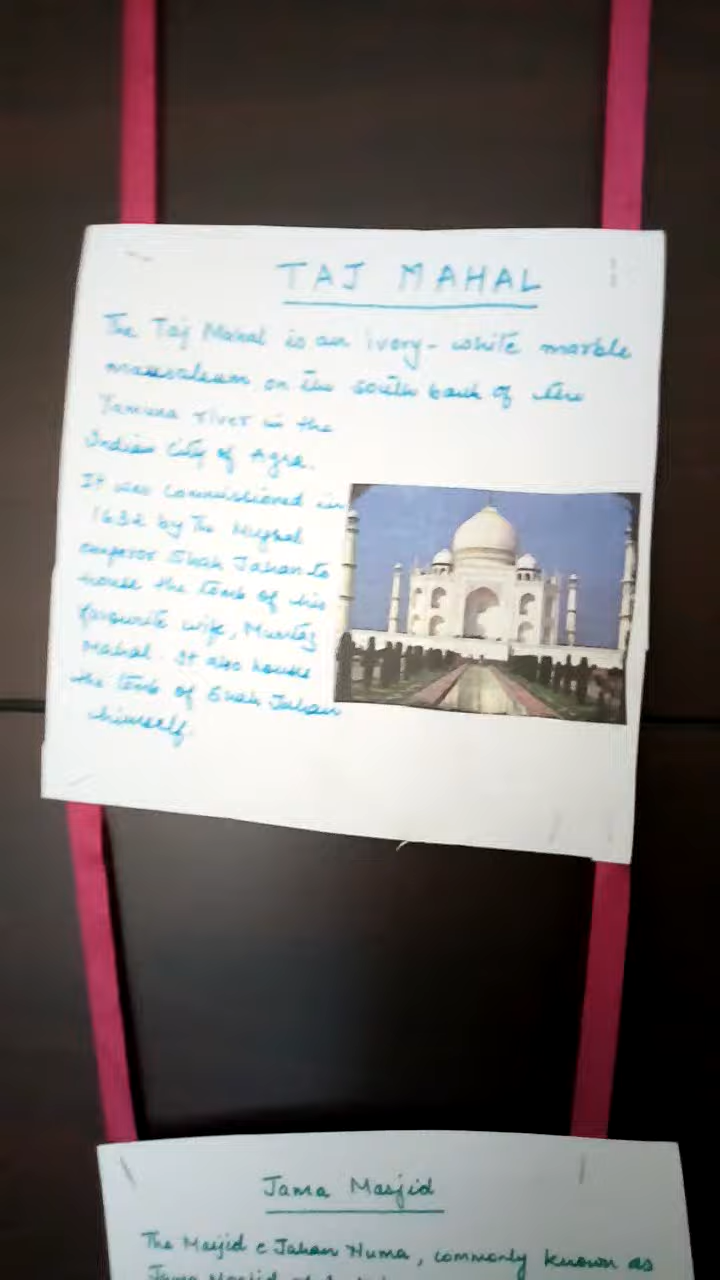 TAJ MAHAL
The Taj Mahal is an ivory-white marble
mausoleum on the south bank of the
Yamuna river in the
Indian City of Agra.
It was commissioned in
1632 by The Mughal
emperor Shah Jahan to
house the tomb of his
favourite wife, Mumtaz
Mahal. It also houses
the tomb of Shah Jahan
himself.
Jama Masjid
The Masjid e Jahan Numa, commonly known as
Jama Masjid of